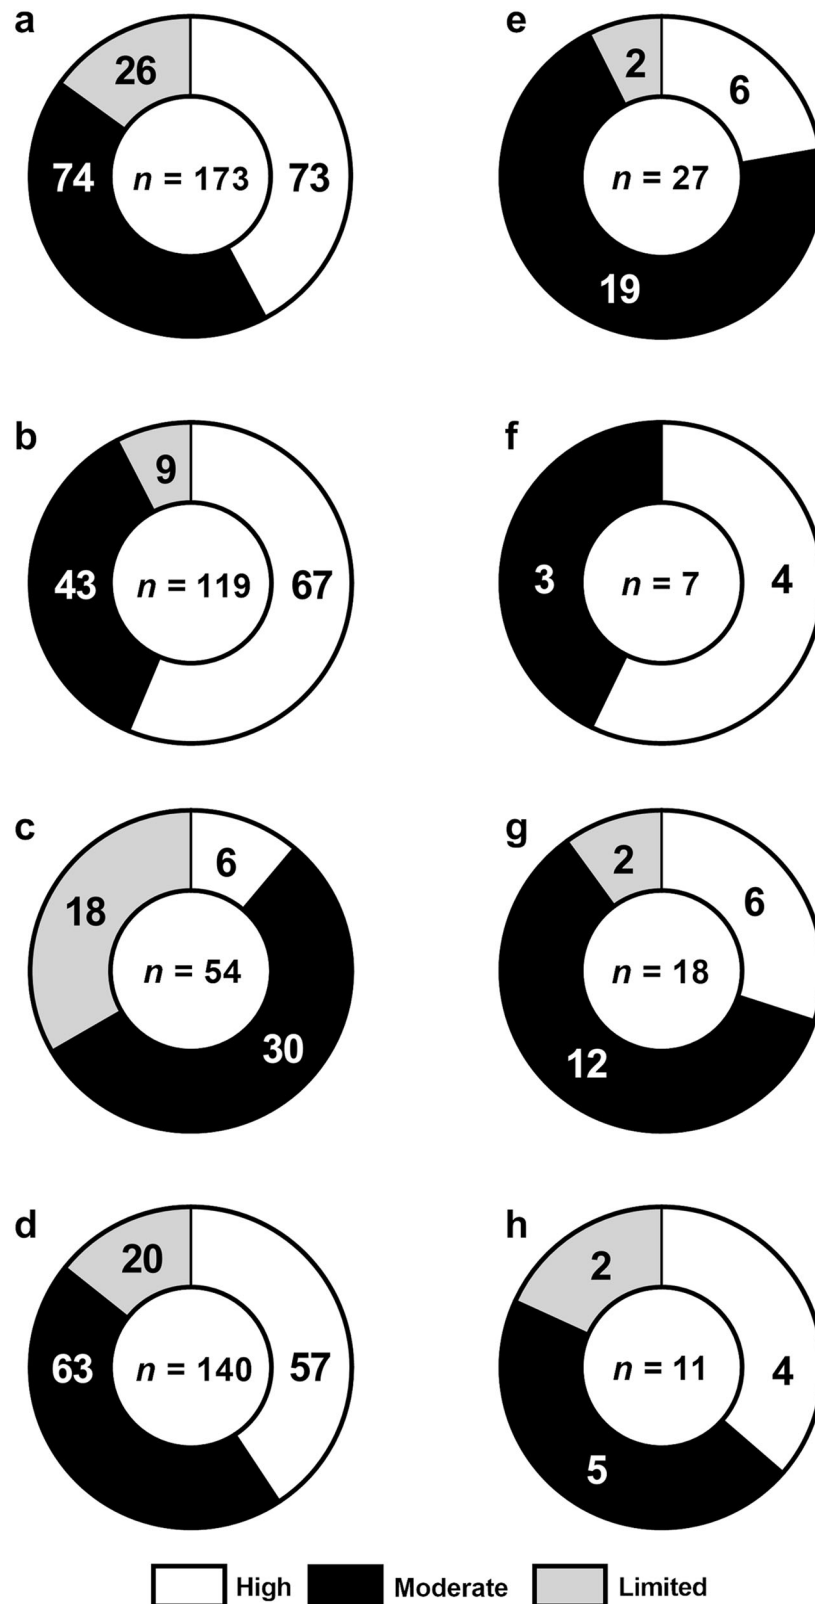 a
26
74
n = 173
73
e
2
6
n = 27
19
b
9
43
n = 119
67
f
3
n = 7
4
c
6
18
n = 54
30
g
2
6
n = 18
12
d
20
63
n = 140
57
h
2
n = 11
4
5
High Moderate Limited